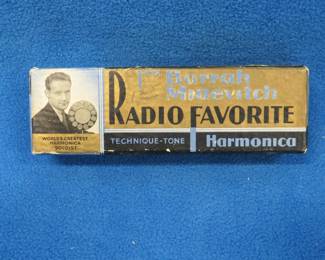 Borrah
Minevitch
RADIO FAVORITE
TECHNIQUE-TONE Harmonica
WORLD'S GREATEST
HARMONICA
SOLOIST